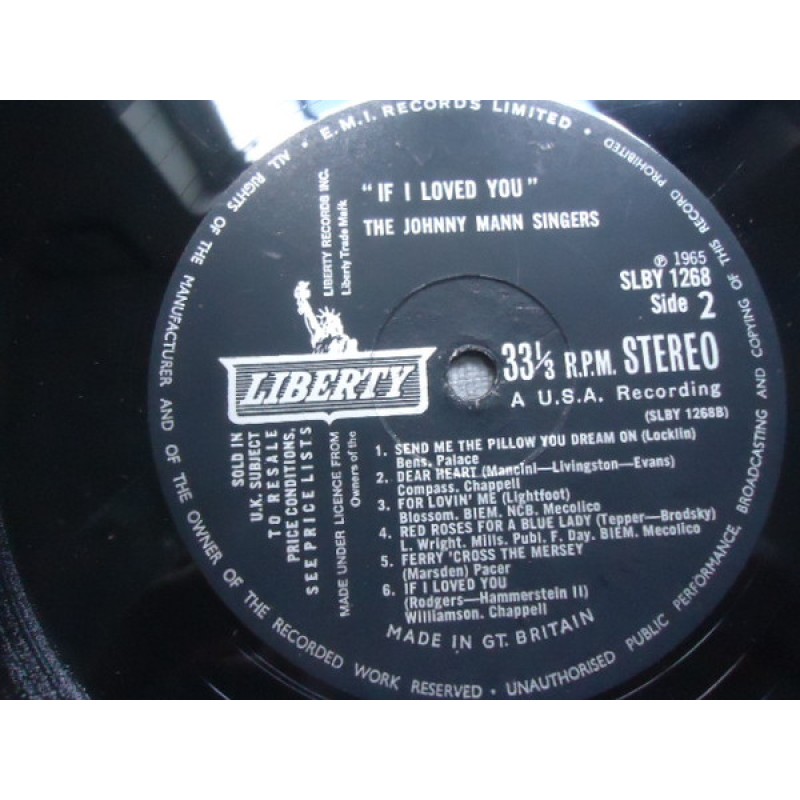 E.M.I. RECORDS LIMITED • UNAUTHORISED PUBLIC PERFORMANCE, BROADCASTING AND COPYING OF THIS RECORD PROHIBITED • ALL RIGHTS OF THE MANUFACTURER AND OF THE OWNER OF THE RECORDED WORK RESERVED •
"IF I LOVED YOU"
THE JOHNNY MANN SINGERS
LIBERTY RECORDS INC.
Liberty Trade Mark
℗ 1965
SLBY 1268
Side 2
LIBERTY
33⅓ R.P.M. STEREO
A U.S.A. Recording
(SLBY 1268B)
SOLD IN
U.K. SUBJECT
TO RESALE
PRICE CONDITIONS,
SEE PRICE LISTS
MADE UNDER LICENCE FROM
Owners of the
1. SEND ME THE PILLOW YOU DREAM ON (Locklin)
Bens. Palace
2. DEAR HEART (Mancini—Livingston—Evans)
Compass. Chappell
3. FOR LOVIN' ME (Lightfoot)
Blossom. BIEM. NCB. Mecolico
4. RED ROSES FOR A BLUE LADY (Tepper—Brodsky)
L. Wright. Mills. Publ. F. Day. BIEM. Mecolico
5. FERRY 'CROSS THE MERSEY
(Marsden) Pacer
6. IF I LOVED YOU
(Rodgers—Hammerstein II)
Williamson. Chappell
MADE IN GT. BRITAIN